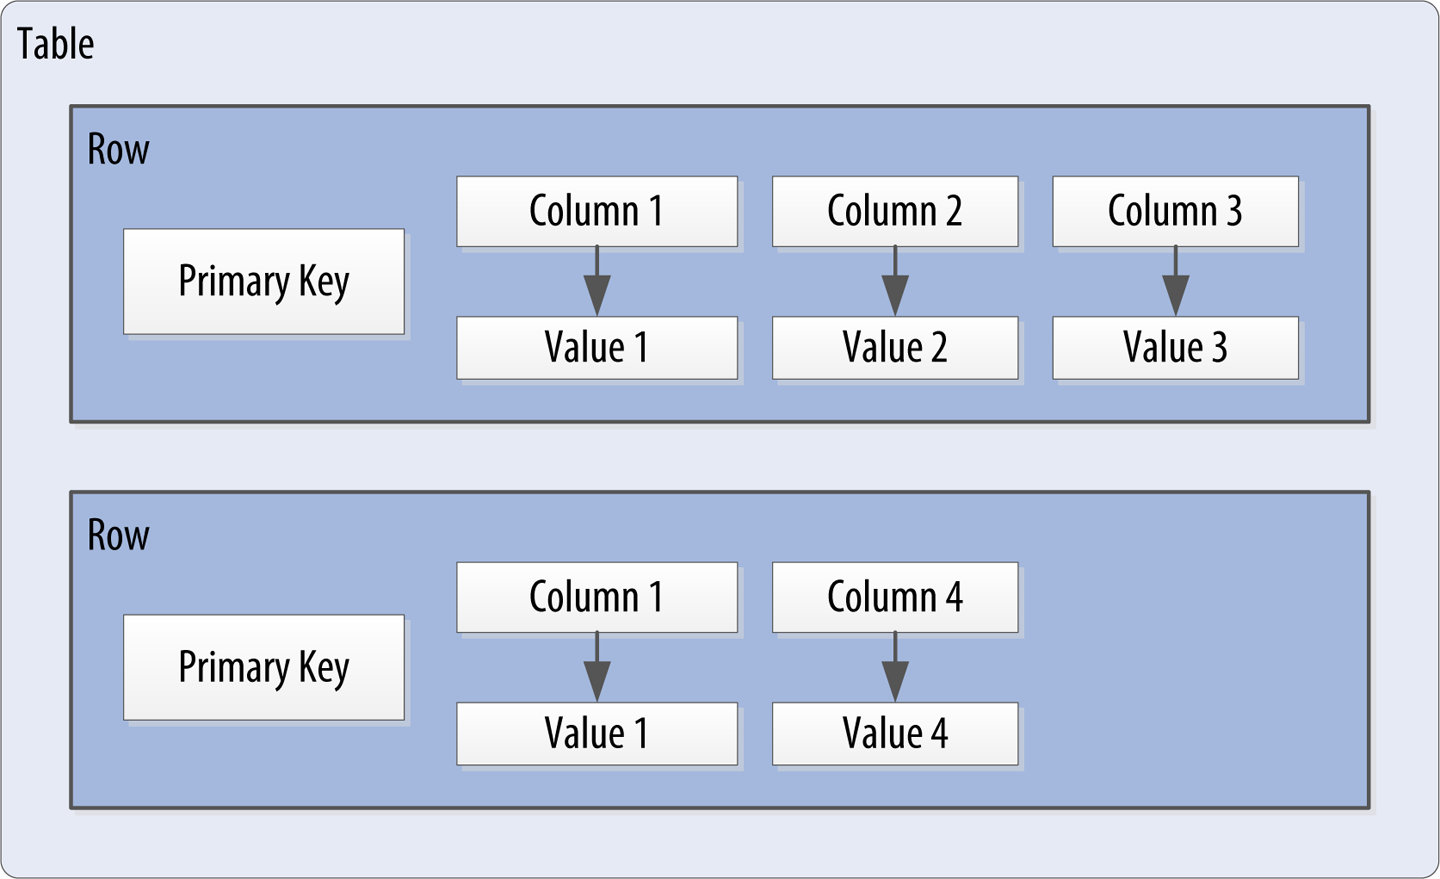 Table
Row
Primary Key
Column 1
Column 2
Column 3
Value 1
Value 2
Value 3
Row
Primary Key
Column 1
Column 4
Value 1
Value 4